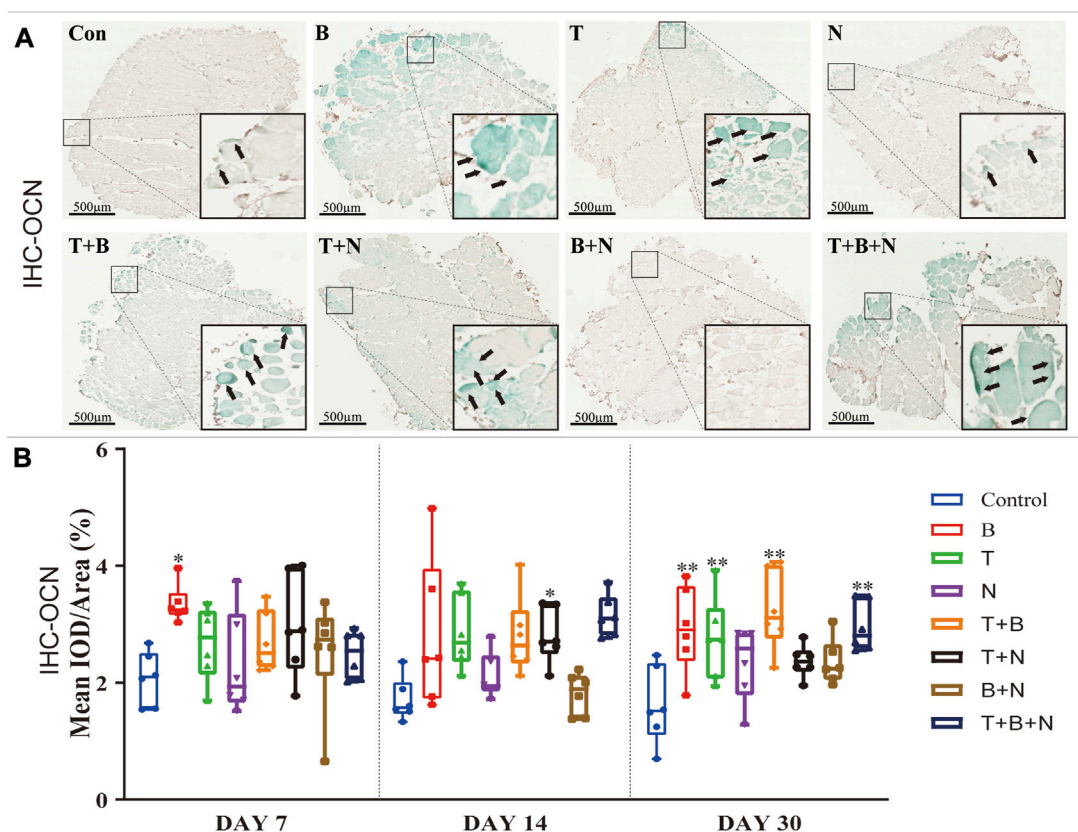 A
Con
B
T
N
IHC-OCN
500μm
500μm
500μm
500μm
T+B
T+N
B+N
T+B+N
500μm
500μm
500μm
500μm
B
IHC-OCN
Mean IOD/Area (%)
6
4
2
0
*
*
**
**
**
**
DAY 7
DAY 14
DAY 30
Control
B
T
N
T+B
T+N
B+N
T+B+N